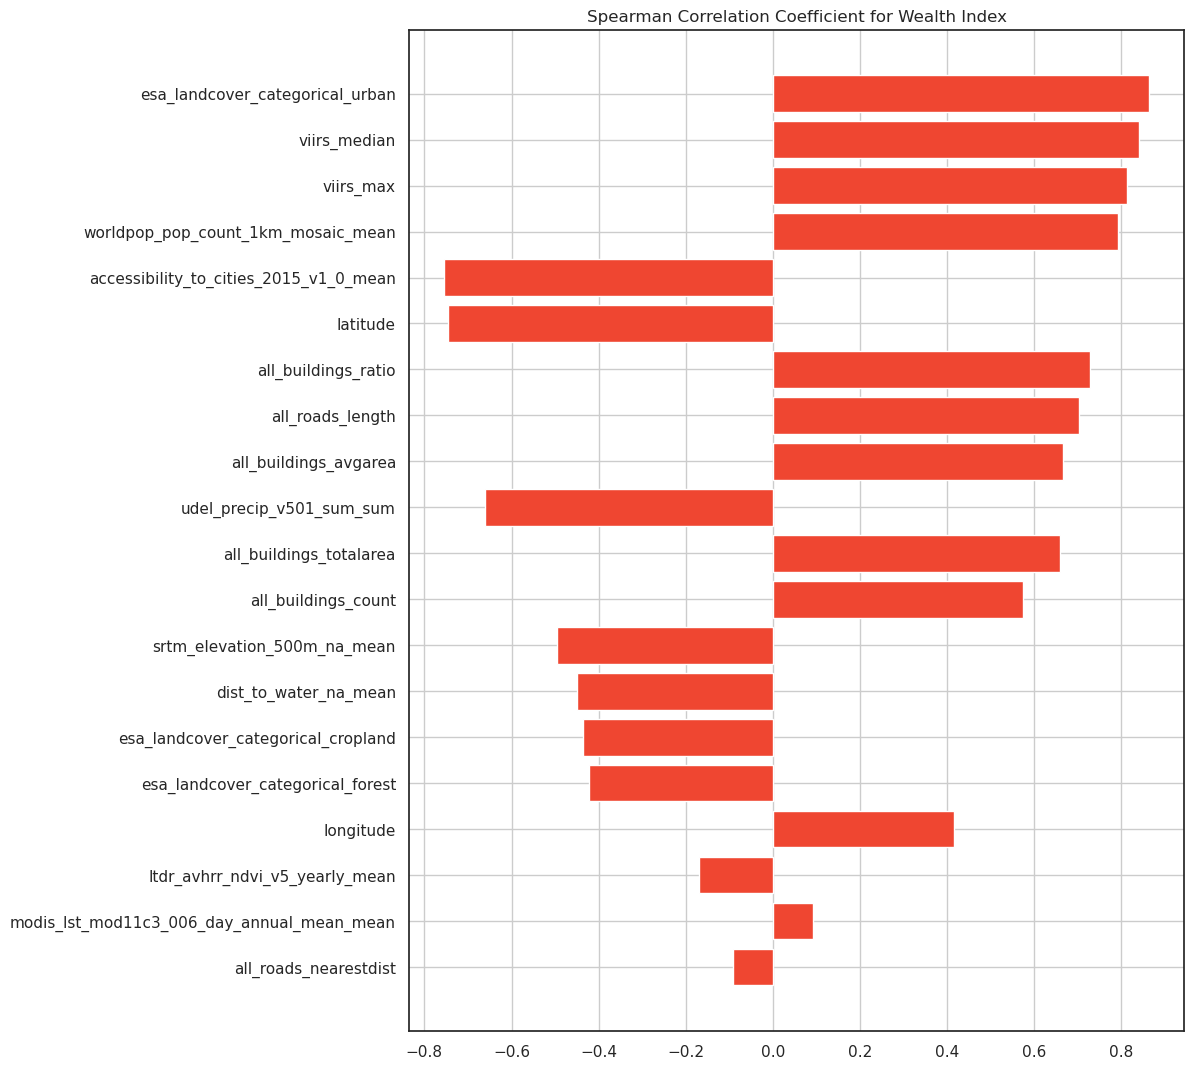 Spearman Correlation Coefficient for Wealth Index
esa_landcover_categorical_urban
viirs_median
viirs_max
worldpop_pop_count_1km_mosaic_mean
accessibility_to_cities_2015_v1_0_mean
latitude
all_buildings_ratio
all_roads_length
all_buildings_avgarea
udel_precip_v501_sum_sum
all_buildings_totalarea
all_buildings_count
srtm_elevation_500m_na_mean
dist_to_water_na_mean
esa_landcover_categorical_cropland
esa_landcover_categorical_forest
longitude
ltdr_avhrr_ndvi_v5_yearly_mean
modis_lst_mod11c3_006_day_annual_mean_mean
all_roads_nearestdist
−0.8 −0.6 −0.4 −0.2 0.0 0.2 0.4 0.6 0.8